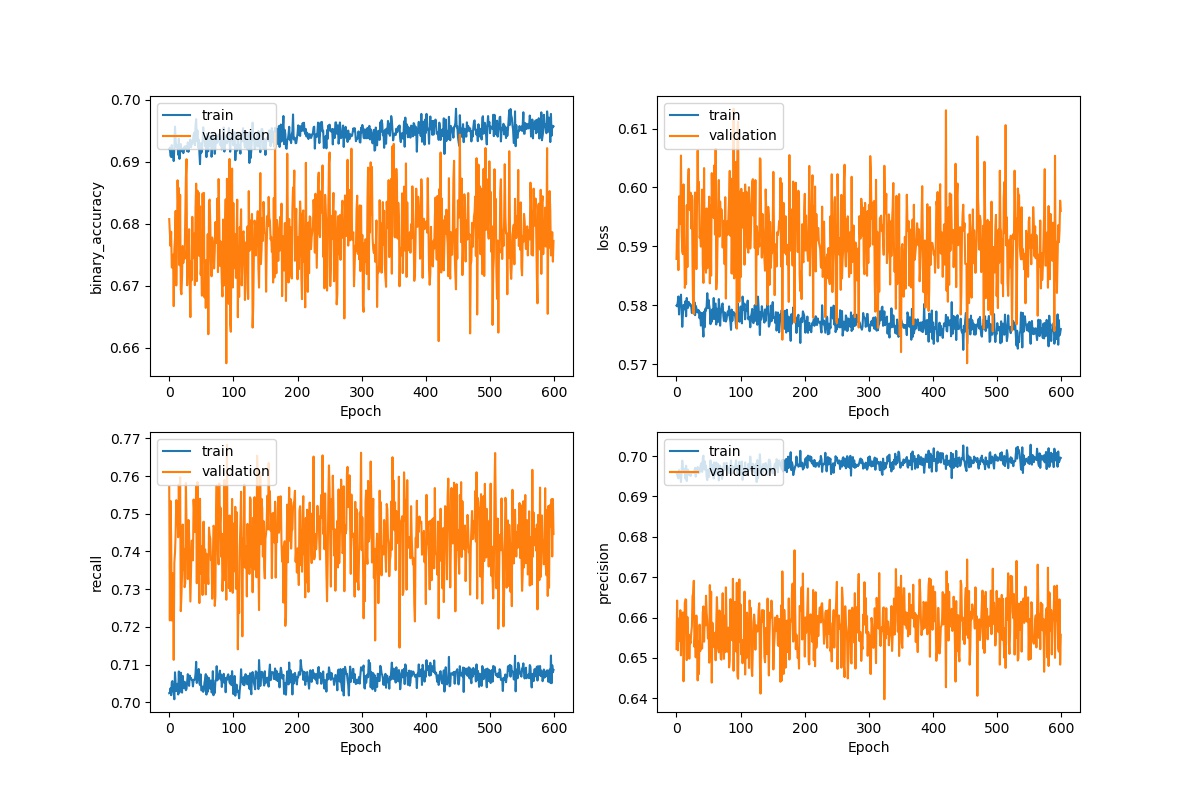 train
validation
0.70
0.69
0.68
0.67
0.66
binary_accuracy
0 100 200 300 400 500 600
Epoch
train
validation
0.61
0.60
0.59
0.58
0.57
loss
0 100 200 300 400 500 600
Epoch
train
validation
0.77
0.76
0.75
0.74
0.73
0.72
0.71
0.70
recall
0 100 200 300 400 500 600
Epoch
train
validation
0.70
0.69
0.68
0.67
0.66
0.65
0.64
precision
0 100 200 300 400 500 600
Epoch